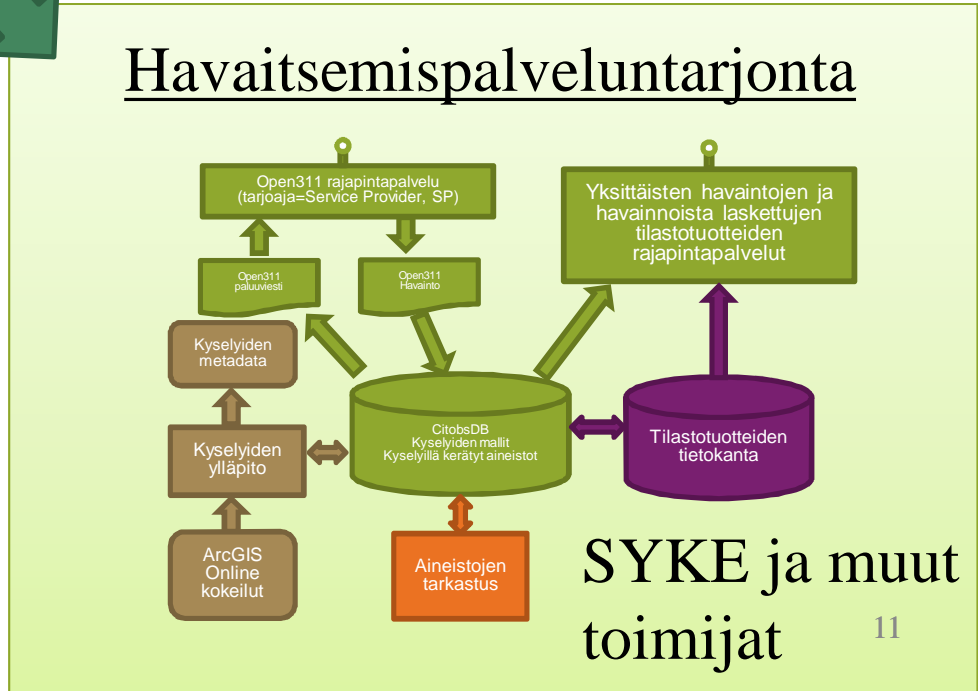 Havaitsemispalveluntarjonta
Open311 rajapintapalvelu
(tarjoaja=Service Provider, SP)
Yksittäisten havaintojen ja
havainnoista laskettujen
tilastotuotteiden
rajapintapalvelut
Open311
paluuviesti
Open311
Havainto
Kyselyiden
metadata
CitobsDB
Kyselyiden mallit
Kyselyillä kerätyt aineistot
Tilastotuotteiden
tietokanta
Kyselyiden
ylläpito
ArcGIS
Online
kokeilut
Aineistojen
tarkastus
SYKE ja muut
toimijat
11